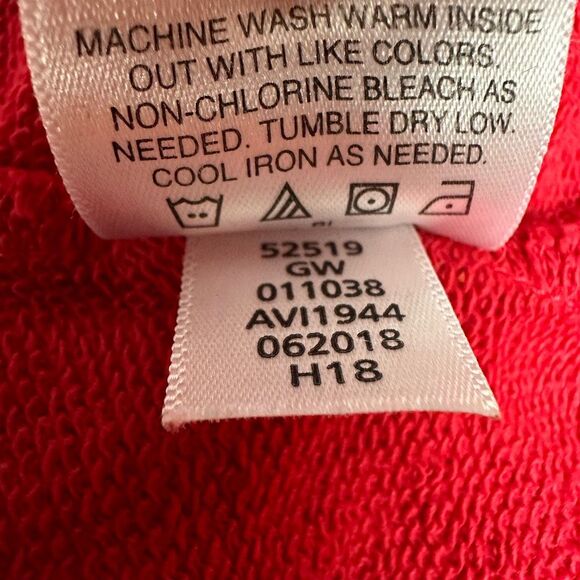 MACHINE WASH WARM INSIDE
OUT WITH LIKE COLORS.
NON-CHLORINE BLEACH AS
NEEDED. TUMBLE DRY LOW.
COOL IRON AS NEEDED.
52519
GW
011038
AVI1944
062018
H18